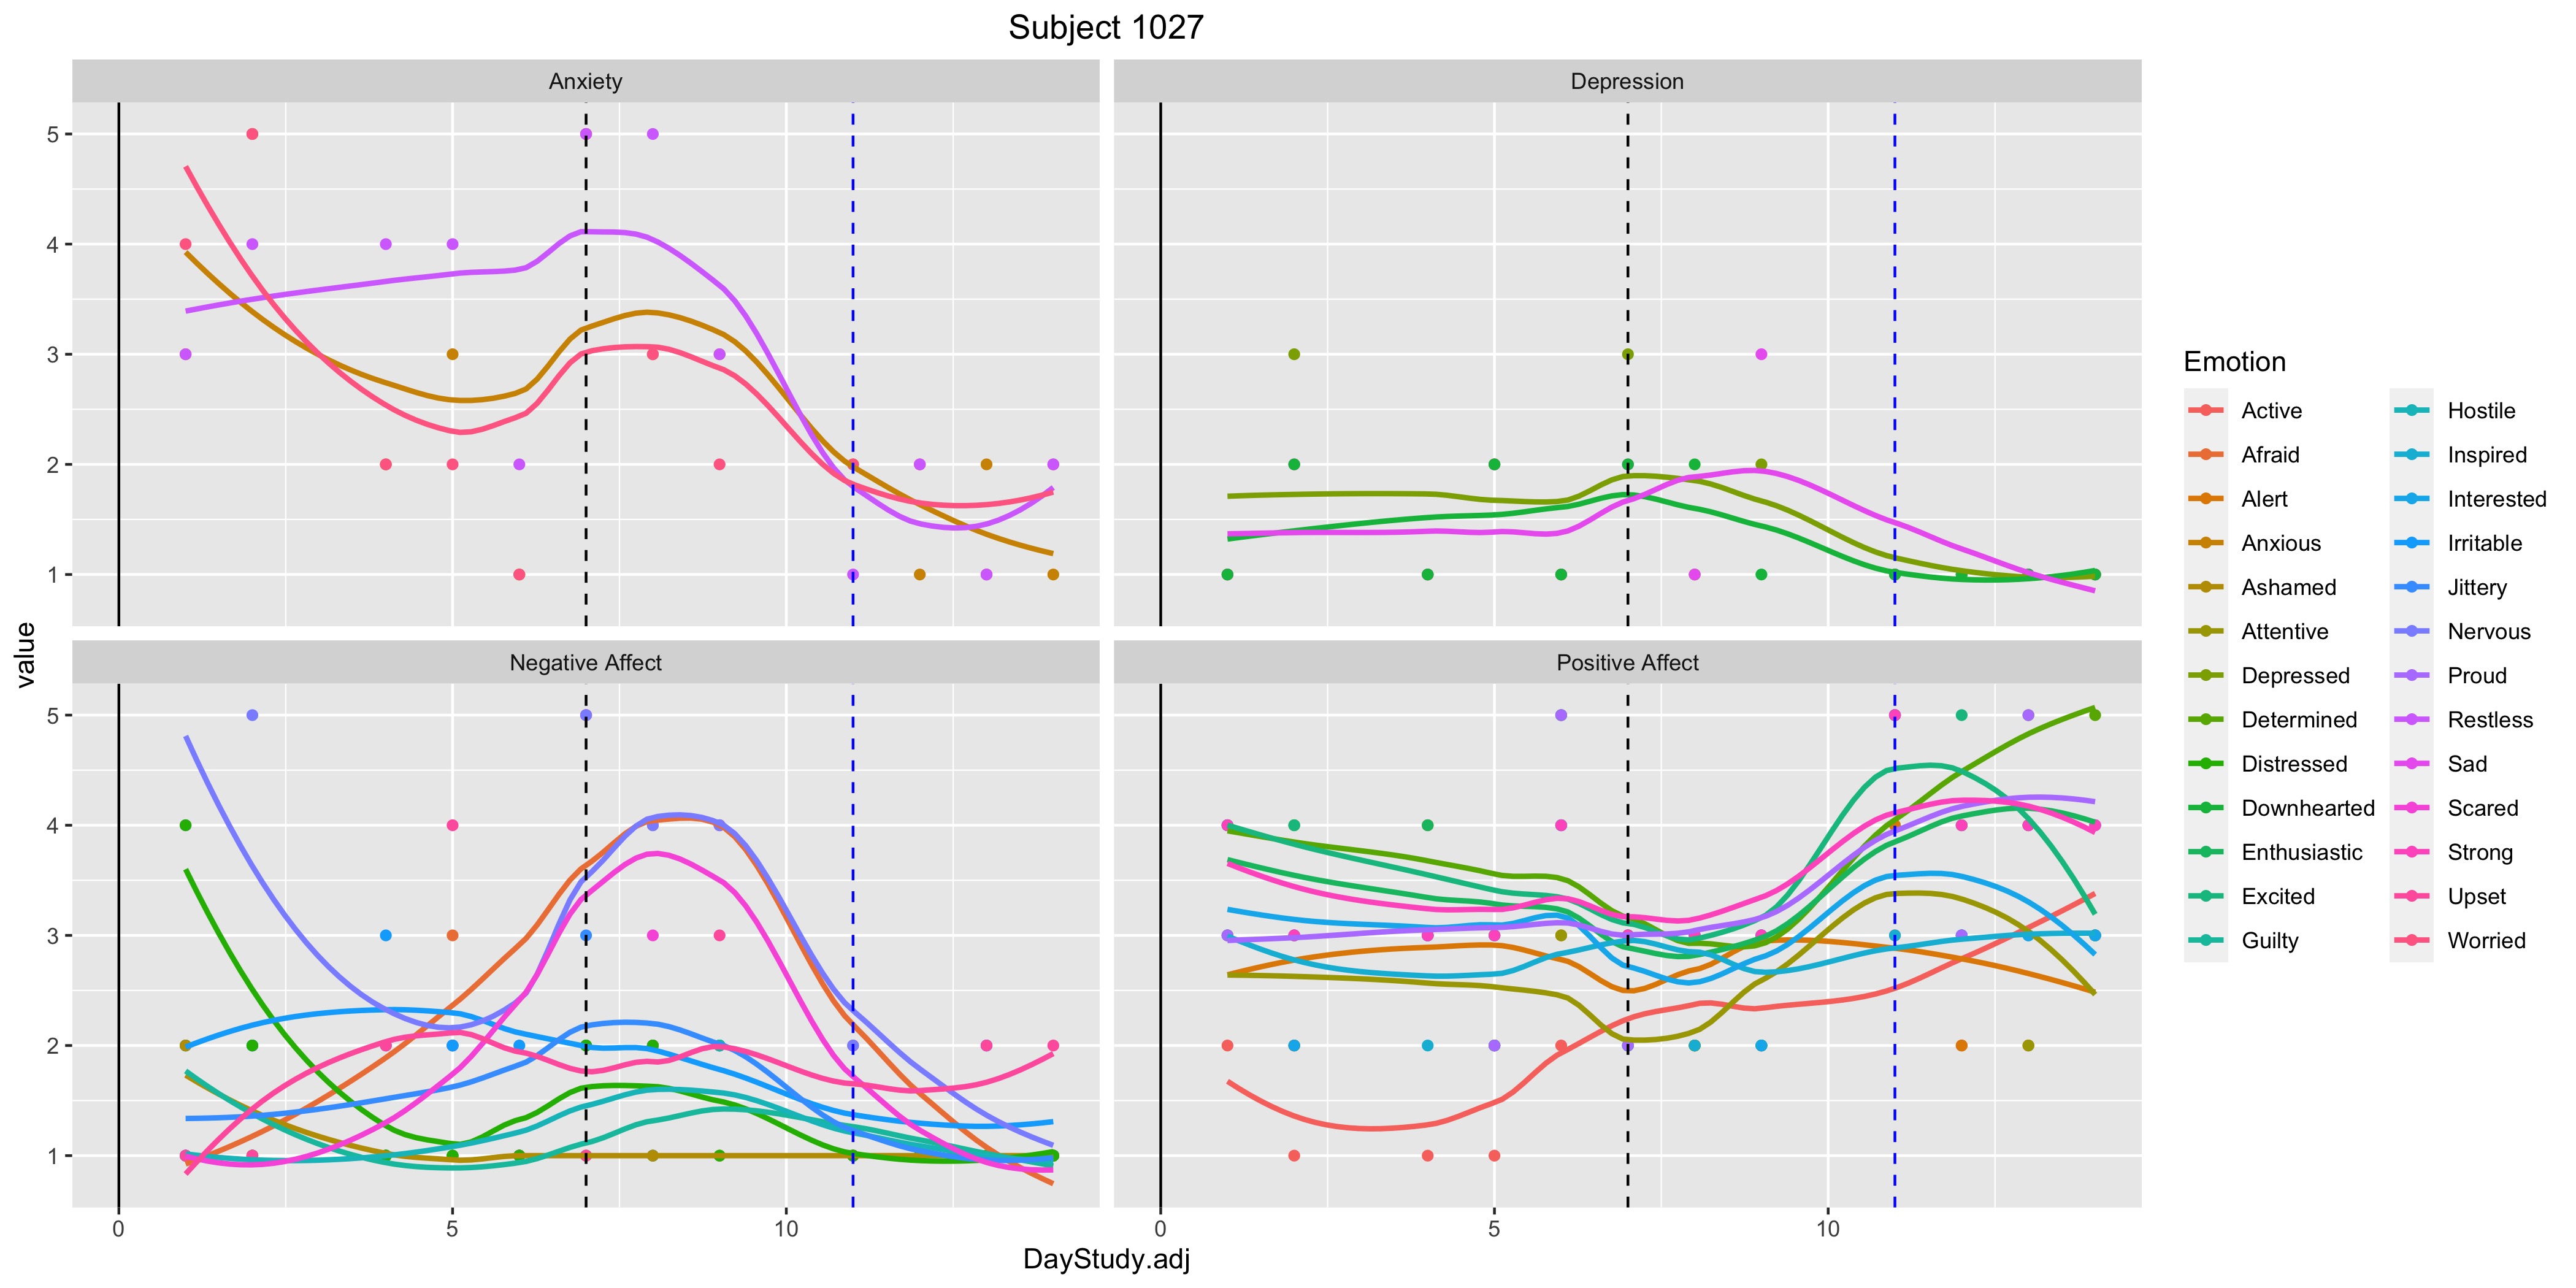 Subject 1027
Anxiety
Depression
5
4
3
2
1
Negative Affect
Positive Affect
5
4
3
2
1
0
5
10
0
5
10
value
DayStudy.adj
Emotion
Active
Afraid
Alert
Anxious
Ashamed
Attentive
Depressed
Determined
Distressed
Downhearted
Enthusiastic
Excited
Guilty
Hostile
Inspired
Interested
Irritable
Jittery
Nervous
Proud
Restless
Sad
Scared
Strong
Upset
Worried